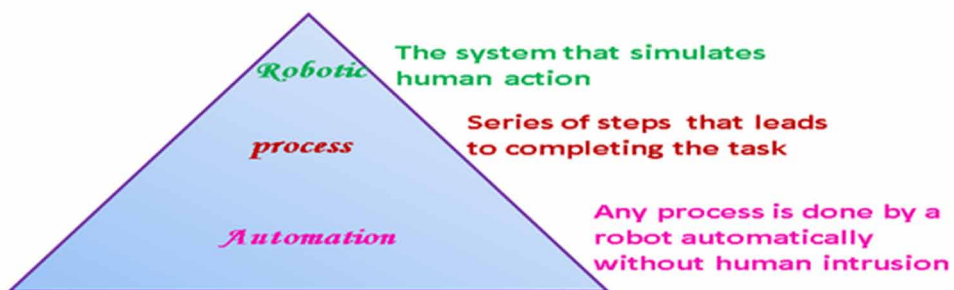 Robotic
The system that simulates
human action
process
Series of steps that leads
to completing the task
Automation
Any process is done by a
robot automatically
without human intrusion